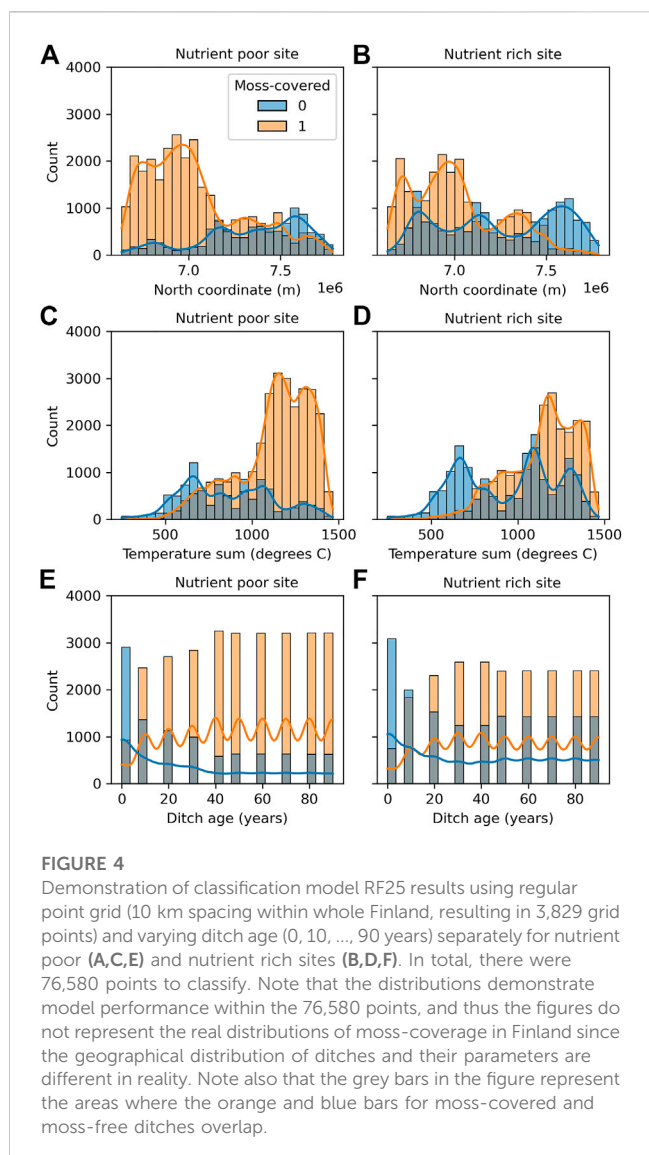 A
Nutrient poor site
B
Nutrient rich site
Moss-covered
0
1
4000
3000
2000
1000
0
Count
7.0
7.5
1e6
North coordinate (m)
7.0
7.5
1e6
North coordinate (m)
C
Nutrient poor site
D
Nutrient rich site
4000
3000
2000
1000
0
Count
500
1000
1500
Temperature sum (degrees C)
500
1000
1500
Temperature sum (degrees C)
E
Nutrient poor site
F
Nutrient rich site
4000
3000
2000
1000
0
Count
0
20
40
60
80
Ditch age (years)
0
20
40
60
80
Ditch age (years)
FIGURE 4
Demonstration of classification model RF25 results using regular
point grid (10 km spacing within whole Finland, resulting in 3,829 grid
points) and varying ditch age (0, 10, ..., 90 years) separately for nutrient
poor (A,C,E) and nutrient rich sites (B,D,F). In total, there were
76,580 points to classify. Note that the distributions demonstrate
model performance within the 76,580 points, and thus the figures do
not represent the real distributions of moss-coverage in Finland since
the geographical distribution of ditches and their parameters are
different in reality. Note also that the grey bars in the figure represent
the areas where the orange and blue bars for moss-covered and
moss-free ditches overlap.